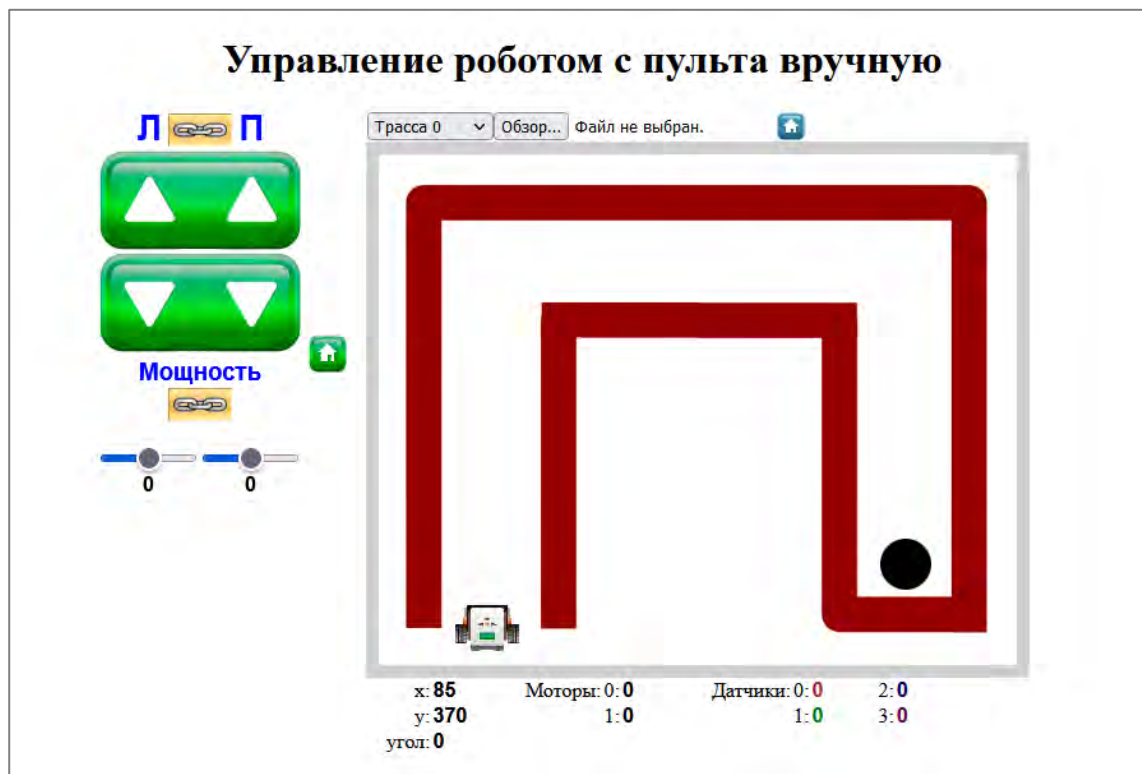 Управление роботом с пульта вручную
Л П
Трасса 0 Обзор... Файл не выбран.
Мощность
0 0
x: 85 Моторы: 0: 0 Датчики: 0: 0 2: 0
y: 370 1: 0 1: 0 3: 0
угол: 0